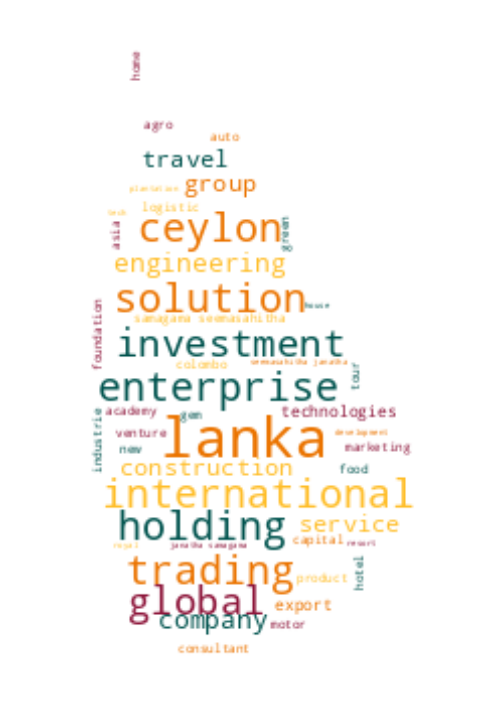 home
agro
auto
travel
group
plantation
logistic
tech
ceylon
green
asia
engineering
solution
house
foundation
samagama seemasahitha
investment
colombo
seemasahitha janatha
tour
enterprise
academy
gem
technologies
industrie
lanka
venture
development
new
marketing
construction
food
international
holding
service
royal
janatha samagama
capital
resort
trading
product
hotel
global
export
company
motor
consultant